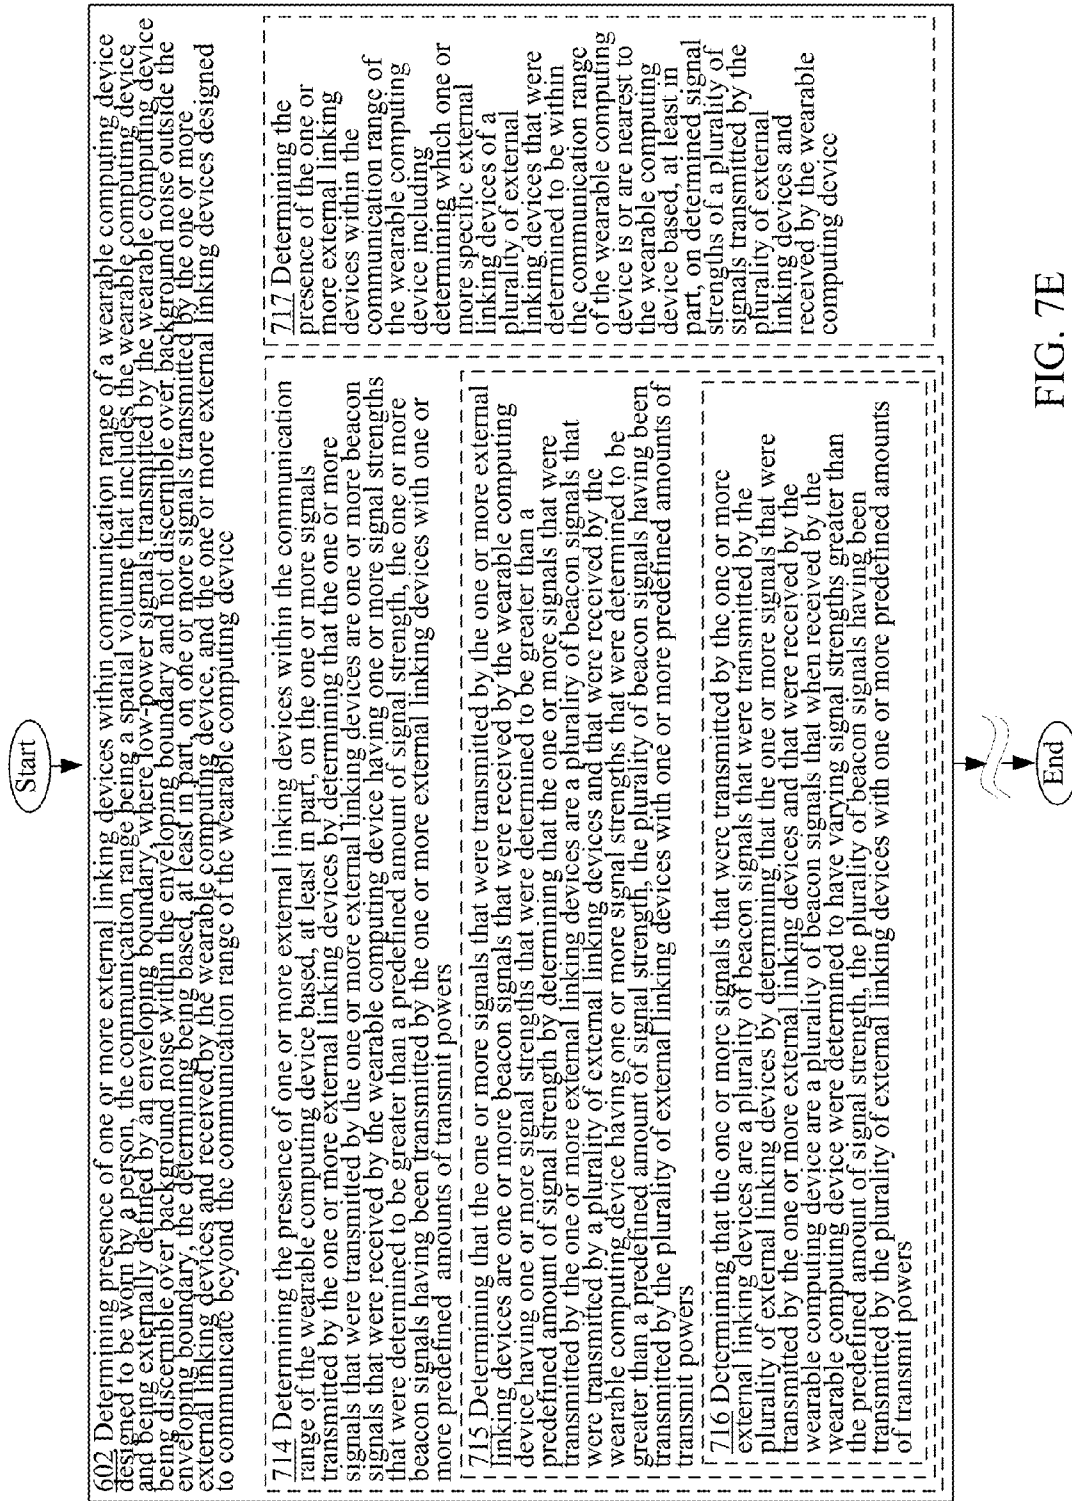 Start
602 Determining presence of one or more external linking devices within communication range of a wearable computing device
designed to be worn by a person, the communication range being a spatial volume that includes the wearable computing device
and being externally defined by an enveloping boundary, where low-power signals transmitted by the wearable computing device
being discernible over background noise within the enveloping boundary and not discernible over background noise outside the
enveloping boundary, the determining being based, at least in part, on one or more signals transmitted by the one or more
external linking devices and received by the wearable computing device, and the one or more external linking devices designed
to communicate beyond the communication range of the wearable computing device
714 Determining the presence of one or more external linking devices within the communication
range of the wearable computing device based, at least in part, on the one or more signals
transmitted by the one or more external linking devices by determining that the one or more
signals that were transmitted by the one or more external linking devices are one or more beacon
signals that were received by the wearable computing device having one or more signal strengths
that were determined to be greater than a predefined amount of signal strength, the one or more
beacon signals having been transmitted by the one or more external linking devices with one or
more predefined amounts of transmit powers
715 Determining that the one or more signals that were transmitted by the one or more external
linking devices are one or more beacon signals that were received by the wearable computing
device having one or more signal strengths that were determined to be greater than a
predefined amount of signal strength by determining that the one or more signals that were
transmitted by the one or more external linking devices are a plurality of beacon signals that
were transmitted by a plurality of external linking devices and that were received by the
wearable computing device having one or more signal strengths that were determined to be
greater than a predefined amount of signal strength, the plurality of beacon signals having been
transmitted by the plurality of external linking devices with one or more predefined amounts of
transmit powers
716 Determining that the one or more signals that were transmitted by the one or more
external linking devices are a plurality of beacon signals that were transmitted by the
plurality of external linking devices by determining that the one or more signals that were
transmitted by the one or more external linking devices and that were received by the
wearable computing device are a plurality of beacon signals that when received by the
wearable computing device were determined to have varying signal strengths greater than
the predefined amount of signal strength, the plurality of beacon signals having been
transmitted by the plurality of external linking devices with one or more predefined amounts
of transmit powers
717 Determining the
presence of the one or
more external linking
devices within the
communication range of
the wearable computing
device including
determining which one or
more specific external
linking devices of a
plurality of external
linking devices that were
determined to be within
the communication range
of the wearable computing
device is or are nearest to
the wearable computing
device based, at least in
part, on determined signal
strengths of a plurality of
signals transmitted by the
plurality of external
linking devices and
received by the wearable
computing device
End
FIG. 7E